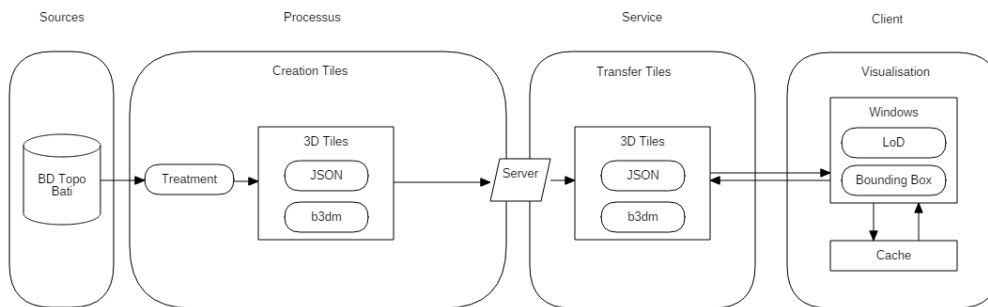 Sources
Processus
Service
Client
Creation Tiles
Transfer Tiles
Visualisation
BD Topo
Bati
Treatment
3D Tiles
JSON
b3dm
Server
3D Tiles
JSON
b3dm
Windows
LoD
Bounding Box
Cache